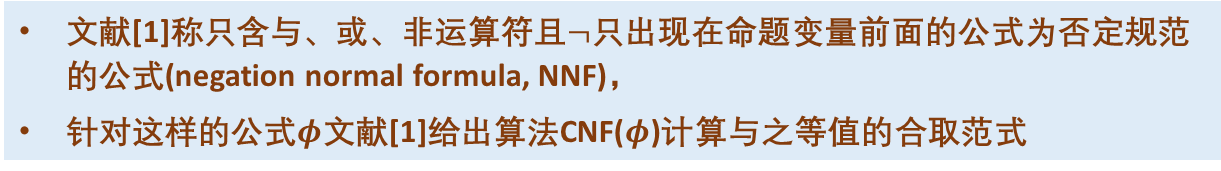 • 文献[1]称只含与、或、非运算符且¬只出现在命题变量前面的公式为否定规范
的公式(negation normal formula, NNF)，
• 针对这样的公式ϕ文献[1]给出算法CNF(ϕ)计算与之等值的合取范式